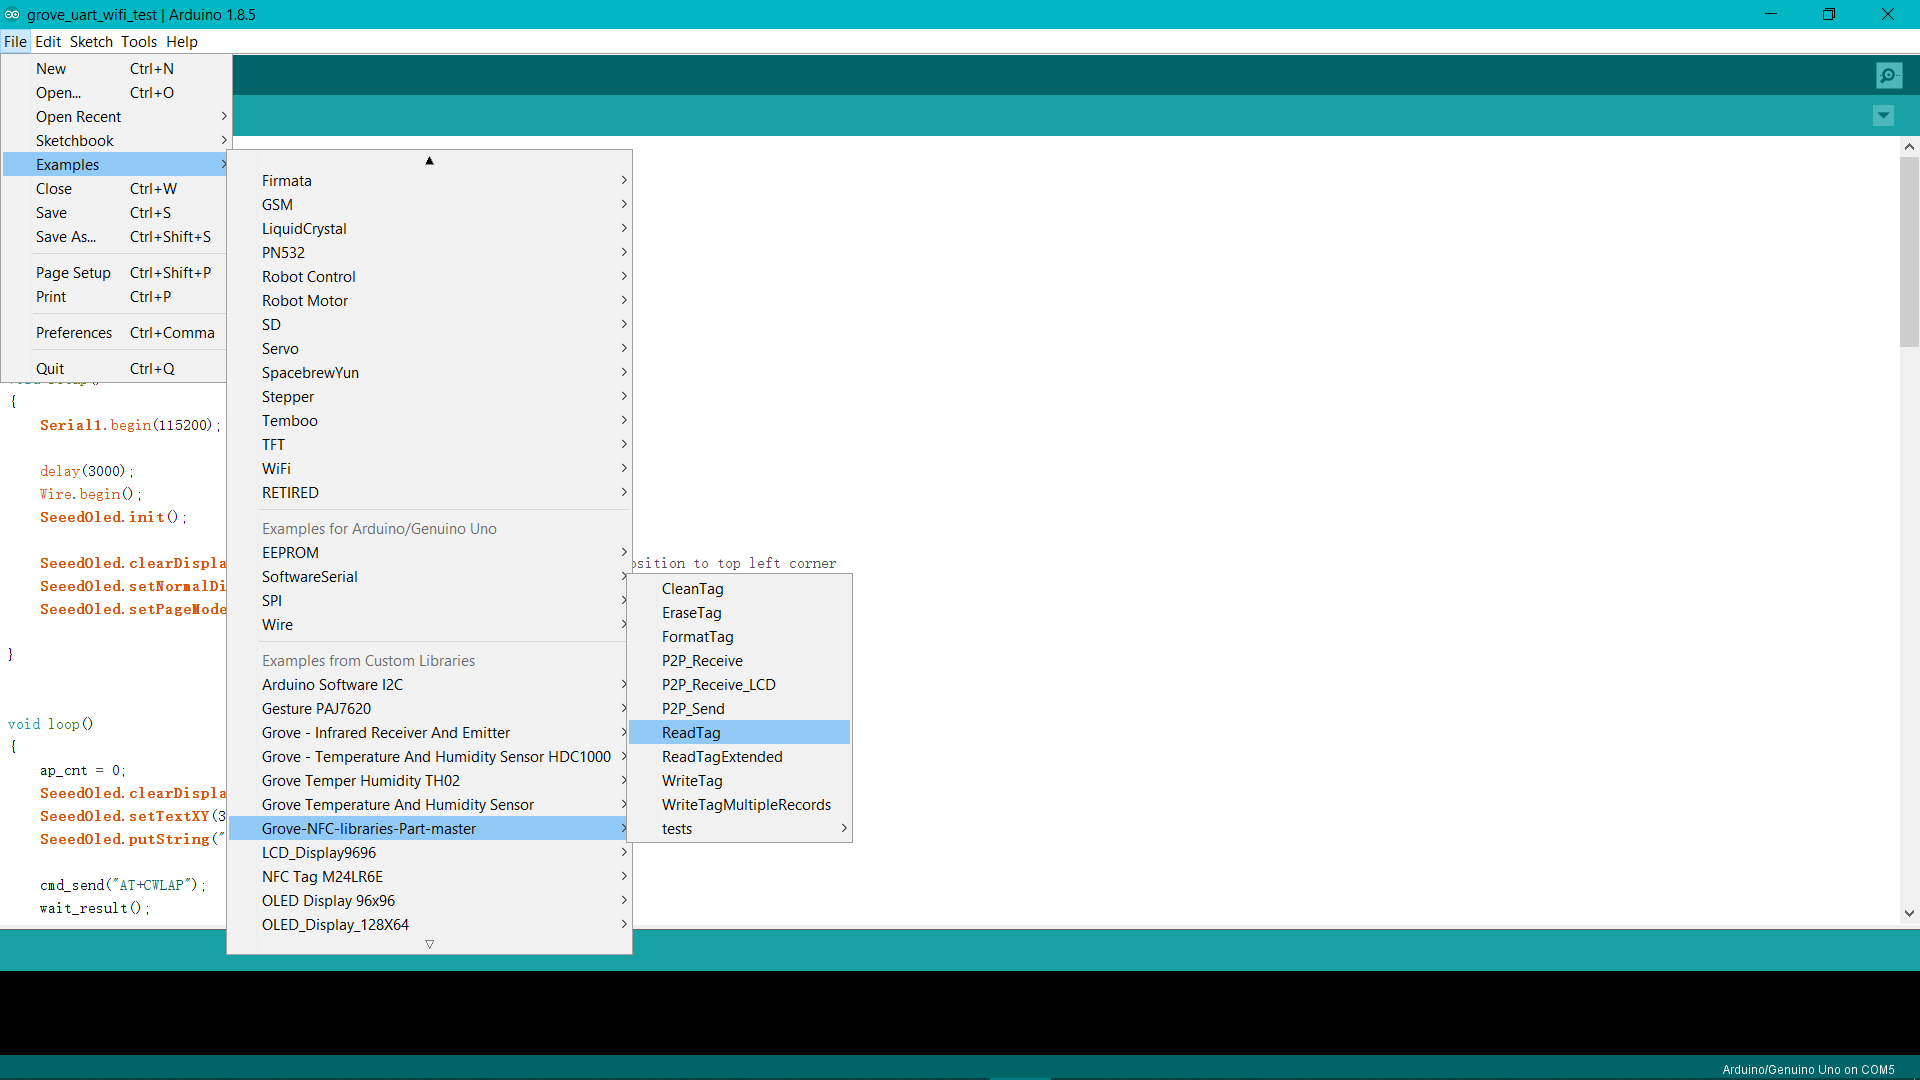 grove_uart_wifi_test | Arduino 1.8.5
File Edit Sketch Tools Help
New Ctrl+N
Open... Ctrl+O
Open Recent
Sketchbook
Examples
Close Ctrl+W
Save Ctrl+S
Save As... Ctrl+Shift+S
Page Setup Ctrl+Shift+P
Print Ctrl+P
Preferences Ctrl+Comma
Quit Ctrl+Q
Firmata
GSM
LiquidCrystal
PN532
Robot Control
Robot Motor
SD
Servo
SpacebrewYun
Stepper
Temboo
TFT
WiFi
RETIRED
Examples for Arduino/Genuino Uno
EEPROM
SoftwareSerial
SPI
Wire
Examples from Custom Libraries
Arduino Software I2C
Gesture PAJ7620
Grove - Infrared Receiver And Emitter
Grove - Temperature And Humidity Sensor HDC1000
Grove Temper Humidity TH02
Grove Temperature And Humidity Sensor
Grove-NFC-libraries-Part-master
LCD_Display9696
NFC Tag M24LR6E
OLED Display 96x96
OLED_Display_128X64
CleanTag
EraseTag
FormatTag
P2P_Receive
P2P_Receive_LCD
P2P_Send
ReadTag
ReadTagExtended
WriteTag
WriteTagMultipleRecords
tests
{
Serial1.begin(115200);
delay(3000);
Wire.begin();
SeeedOled.init();
SeeedOled.clearDispla
osition to top left corner
SeeedOled.setNormalDi
SeeedOled.setPageMode
}
void loop()
{
ap_cnt = 0;
SeeedOled.clearDispla
SeeedOled.setTextXY(3
SeeedOled.putString("
cmd_send("AT+CWLAP");
wait_result();
Arduino/Genuino Uno on COM5